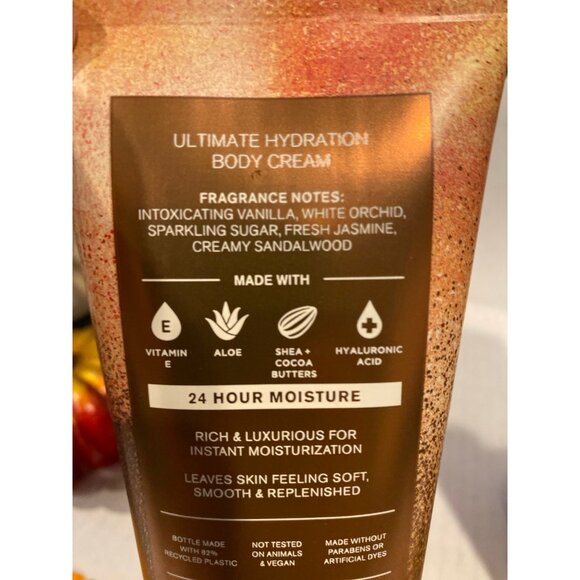 ULTIMATE HYDRATION
BODY CREAM
FRAGRANCE NOTES:
INTOXICATING VANILLA, WHITE ORCHID,
SPARKLING SUGAR, FRESH JASMINE,
CREAMY SANDALWOOD
MADE WITH
E
VITAMIN
E
ALOE
SHEA +
COCOA
BUTTERS
HYALURONIC
ACID
24 HOUR MOISTURE
RICH & LUXURIOUS FOR
INSTANT MOISTURIZATION
LEAVES SKIN FEELING SOFT,
SMOOTH & REPLENISHED
BOTTLE MADE
WITH 82%
RECYCLED PLASTIC
NOT TESTED
ON ANIMALS
& VEGAN
MADE WITHOUT
PARABENS OR
ARTIFICIAL DYES